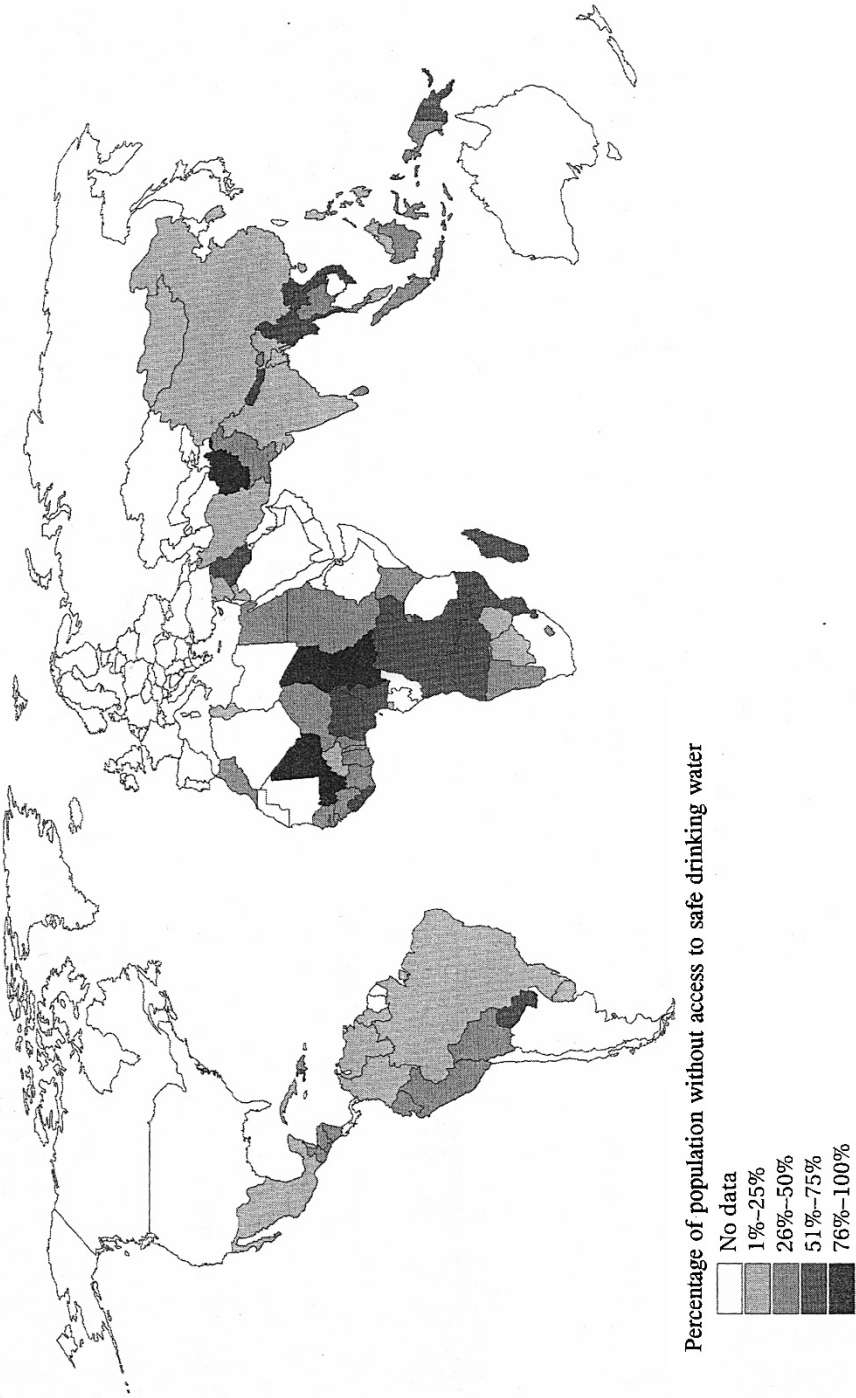 Percentage of population without access to safe drinking water
No data
1%–25%
26%–50%
51%–75%
76%–100%